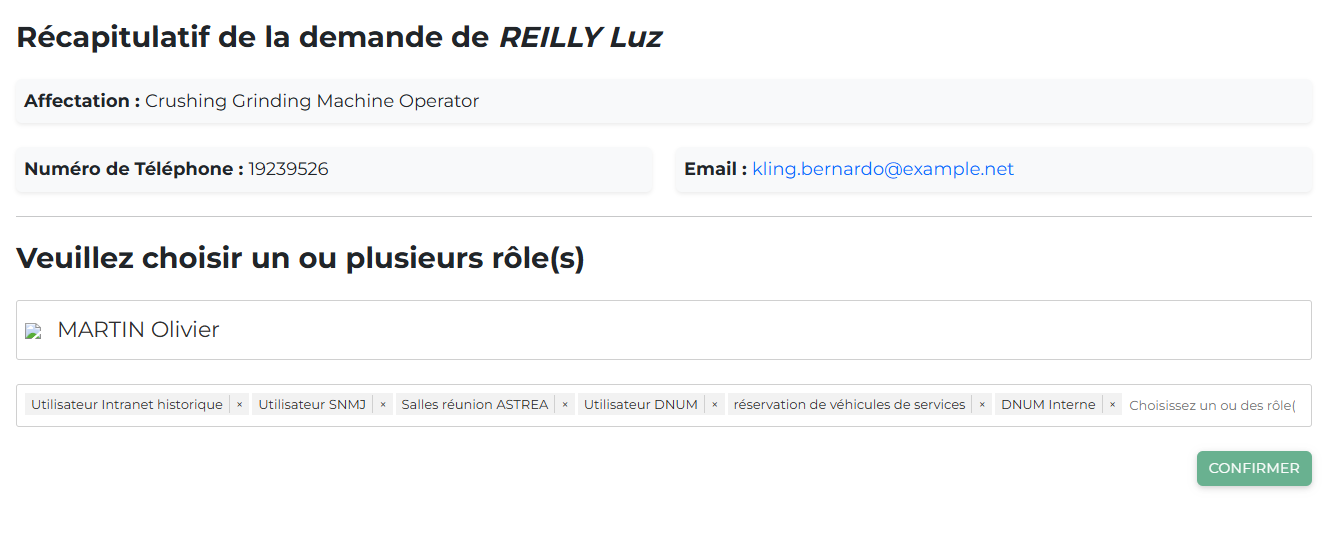 Récapitulatif de la demande de REILLY Luz
Affectation : Crushing Grinding Machine Operator
Numéro de Téléphone : 19239526
Email : kling.bernardo@example.net
Veuillez choisir un ou plusieurs rôle(s)
MARTIN Olivier
Utilisateur Intranet historique × Utilisateur SNMJ × Salles réunion ASTREA × Utilisateur DNUM × réservation de véhicules de services × DNUM Interne × Choisissez un ou des rôle(
CONFIRMER